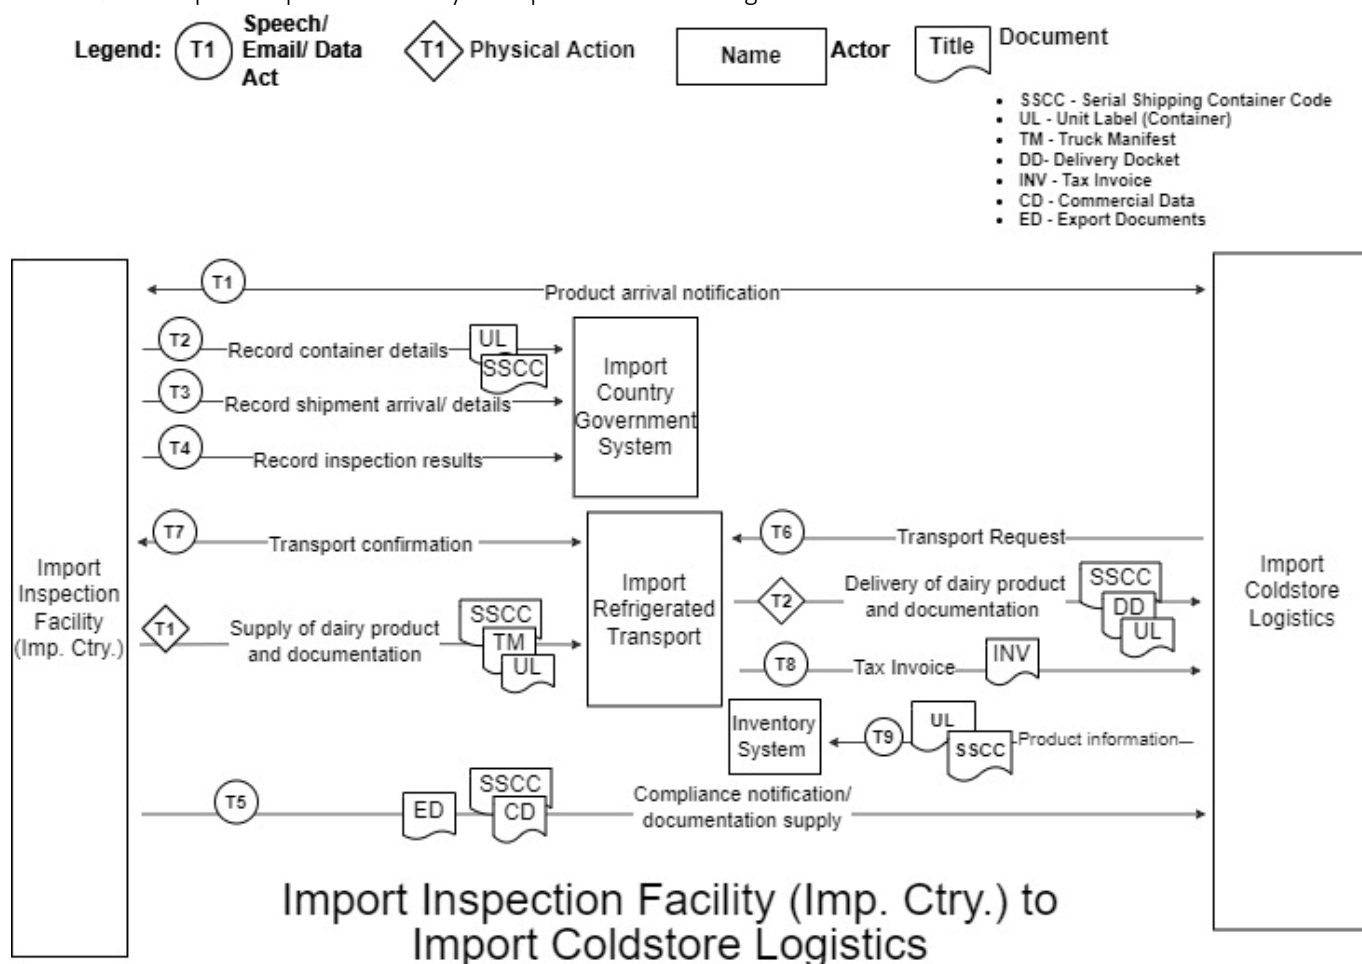 Legend:
T1
Speech/
Email/ Data
Act
T1
Physical Action
Name
Actor
Title
Document
• SSCC - Serial Shipping Container Code
• UL - Unit Label (Container)
• TM - Truck Manifest
• DD- Delivery Docket
• INV - Tax Invoice
• CD - Commercial Data
• ED - Export Documents
T1
Product arrival notification
T2
Record container details
UL
SSCC
T3
Record shipment arrival/ details
T4
Record inspection results
Import
Country
Government
System
T7
Transport confirmation
T6
Transport Request
Import
Inspection
Facility
(Imp. Ctry.)
T1
Supply of dairy product
and documentation
SSCC
TM
UL
Import
Refrigerated
Transport
T2
Delivery of dairy product
and documentation
SSCC
DD
UL
Import
Coldstore
Logistics
T8
Tax Invoice
INV
Inventory
System
T9
UL
SSCC
Product information
T5
ED
SSCC
CD
Compliance notification/
documentation supply
Import Inspection Facility (Imp. Ctry.) to
Import Coldstore Logistics